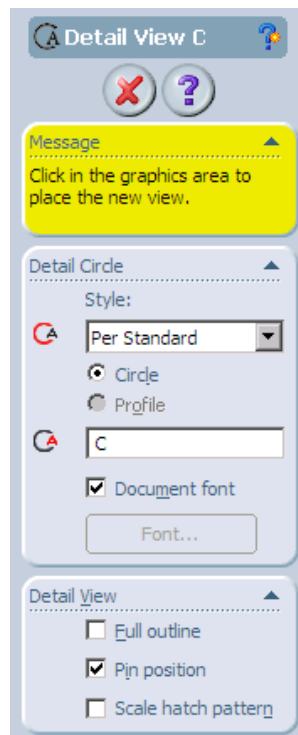 Detail View C
Message
Click in the graphics area to
place the new view.
Detail Circle
Style:
Per Standard
Circle
Profile
C
Document font
Font...
Detail View
Full outline
Pin position
Scale hatch pattern